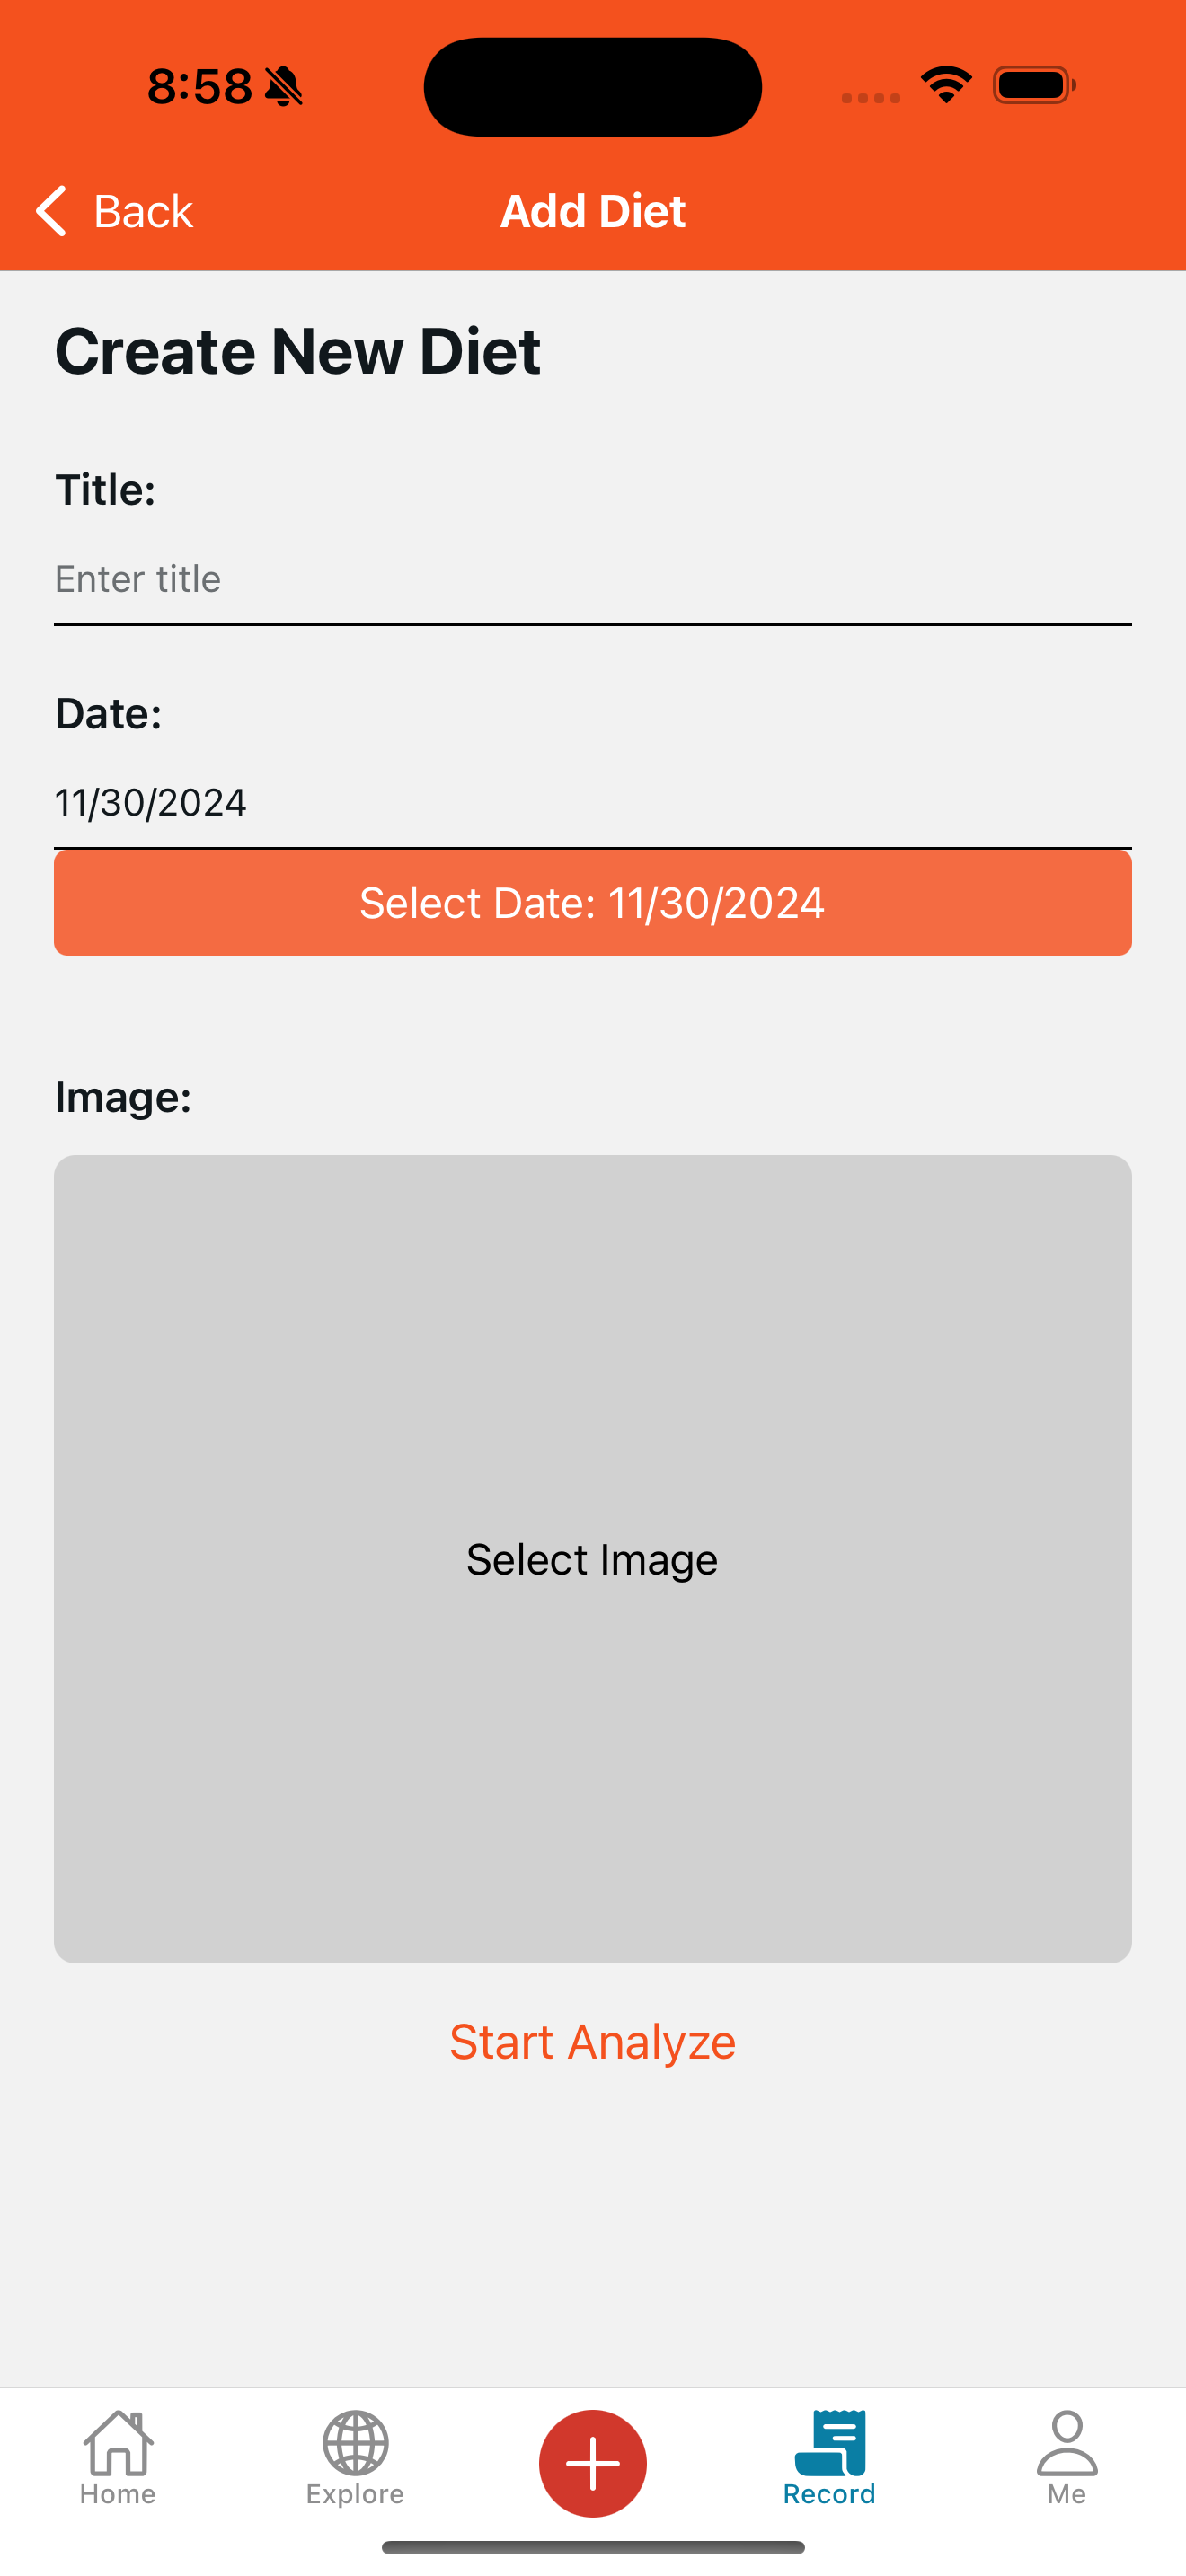 8:58
Back
Add Diet
Create New Diet
Title:
Enter title
Date:
11/30/2024
Select Date: 11/30/2024
Image:
Select Image
Start Analyze
Home
Explore
Record
Me